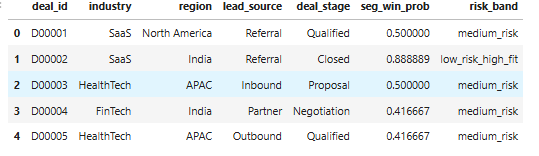 deal_id industry region lead_source deal_stage seg_win_prob risk_band
0 D00001 SaaS North America Referral Qualified 0.500000 medium_risk
1 D00002 SaaS India Referral Closed 0.888889 low_risk_high_fit
2 D00003 HealthTech APAC Inbound Proposal 0.500000 medium_risk
3 D00004 FinTech India Partner Negotiation 0.416667 medium_risk
4 D00005 HealthTech APAC Outbound Qualified 0.416667 medium_risk